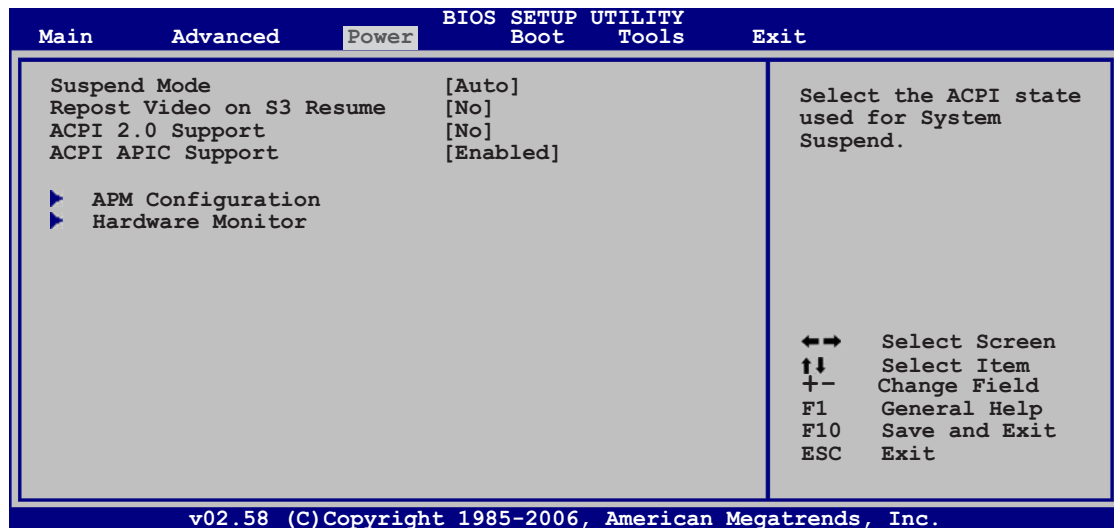 BIOS SETUP UTILITY
Main Advanced Power Boot Tools Exit
Suspend Mode [Auto]
Repost Video on S3 Resume [No]
ACPI 2.0 Support [No]
ACPI APIC Support [Enabled]
APM Configuration
Hardware Monitor
Select the ACPI state
used for System
Suspend.
←→ Select Screen
↑↓ Select Item
+- Change Field
F1 General Help
F10 Save and Exit
ESC Exit
v02.58 (C)Copyright 1985-2006, American Megatrends, Inc.